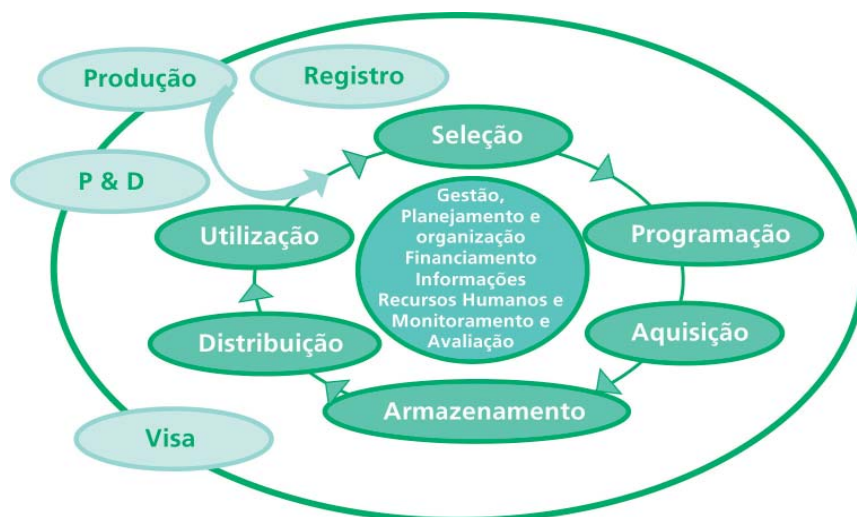 Produção
Registro
P & D
Seleção
Utilização
Gestão,
Planejamento e
organização
Financiamento
Informações
Recursos Humanos e
Monitoramento e
Avaliação
Programação
Distribuição
Aquisição
Armazenamento
Visa